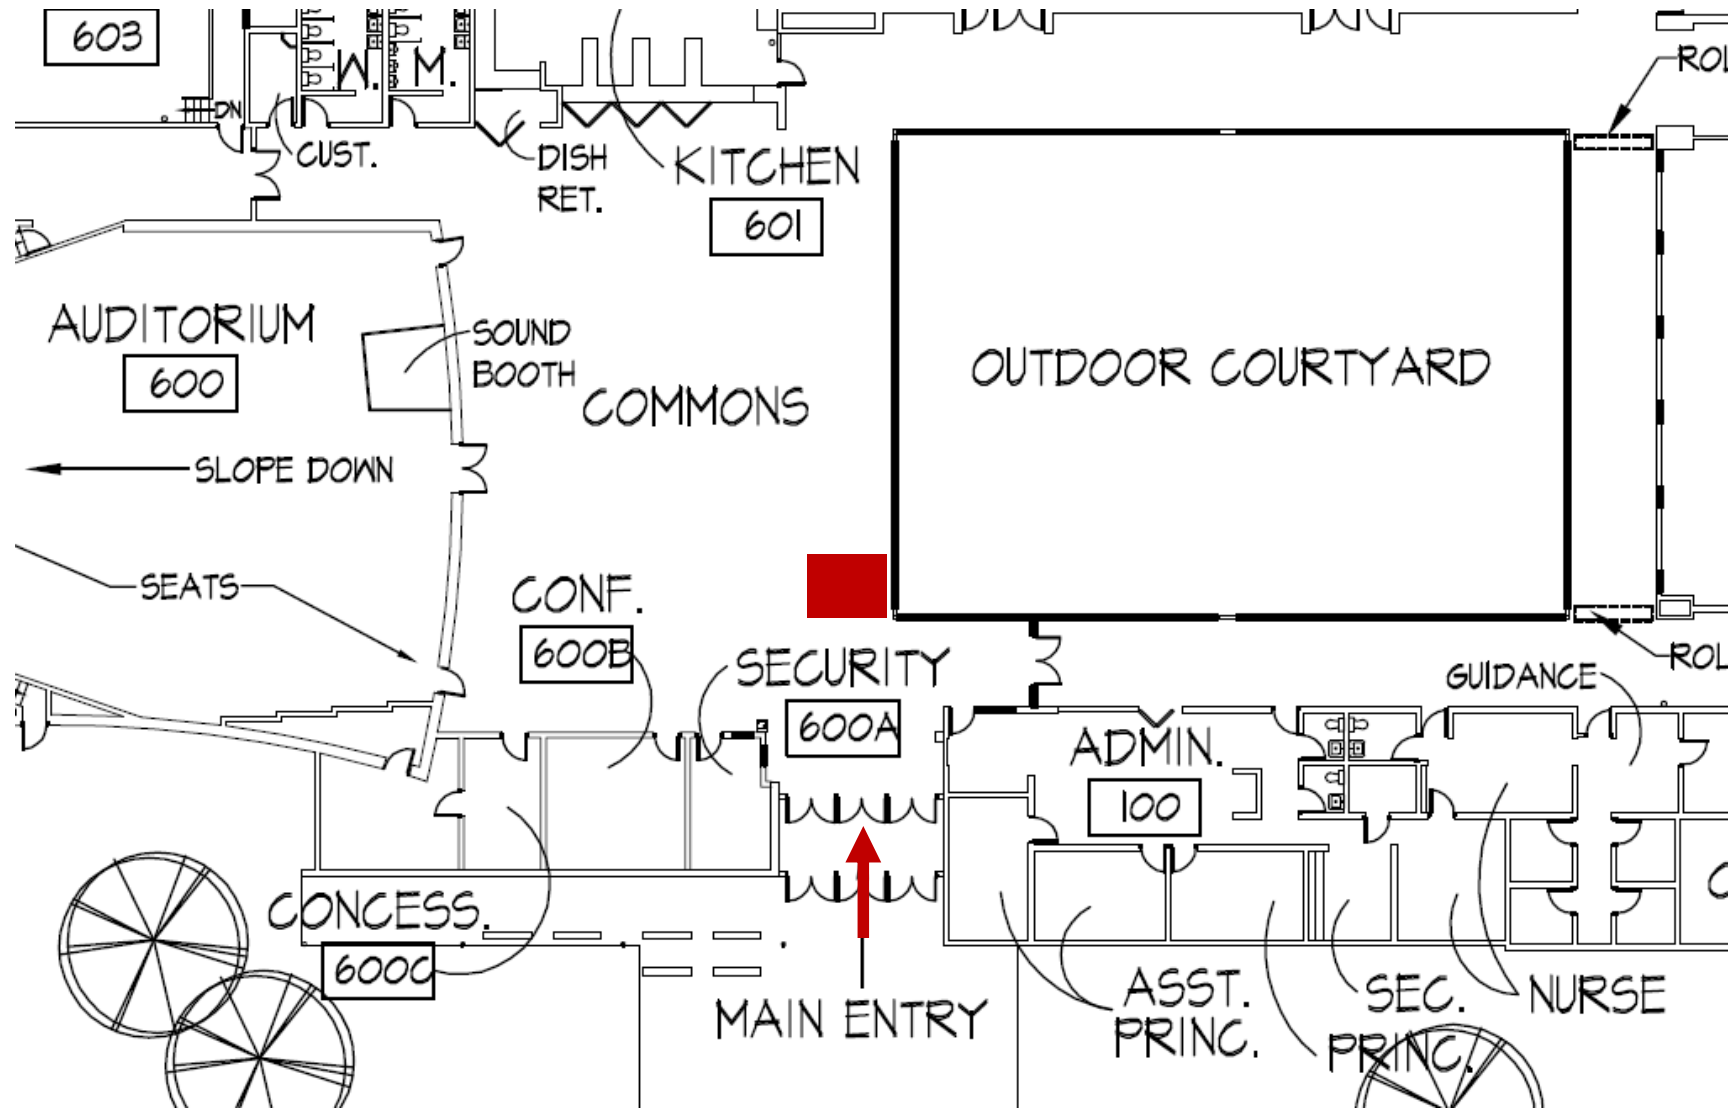 603
W.
M.
DN
CUST.
DISH
RET.
KITCHEN
601
AUDITORIUM
600
SOUND
BOOTH
COMMONS
OUTDOOR COURTYARD
SLOPE DOWN
SEATS
CONF.
600B
SECURITY
600A
GUIDANCE
ADMIN.
100
CONCESS.
600C
MAIN ENTRY
ASST.
PRINC.
SEC.
PRINC.
NURSE